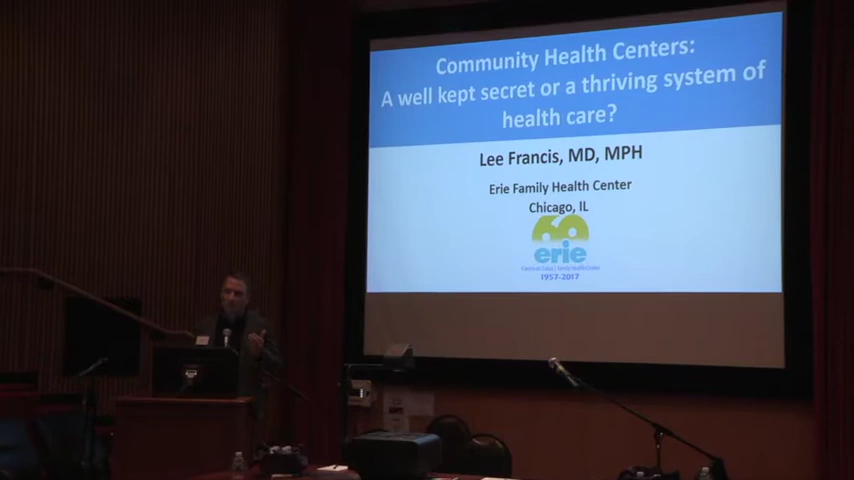 Community Health Centers:
A well kept secret or a thriving system of
health care?
Lee Francis, MD, MPH
Erie Family Health Center
Chicago, IL
60
erie
1957-2017